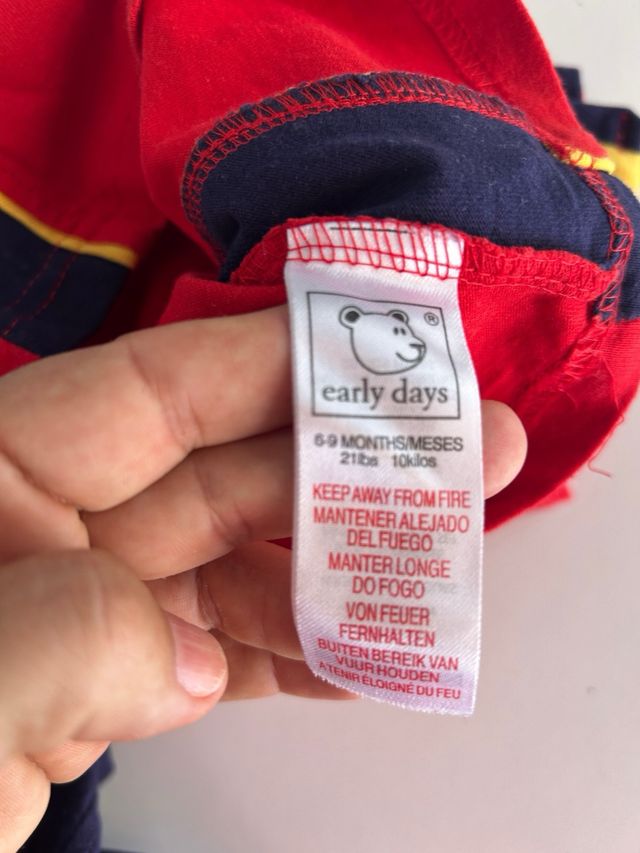 ®
early days
6-9 MONTHS/MESES
21lbs 10kilos
KEEP AWAY FROM FIRE
MANTENER ALEJADO
DEL FUEGO
MANTER LONGE
DO FOGO
VON FEUER
FERNHALTEN
BUITEN BEREIK VAN
VUUR HOUDEN
A TENIR ÉLOIGNÉ DU FEU